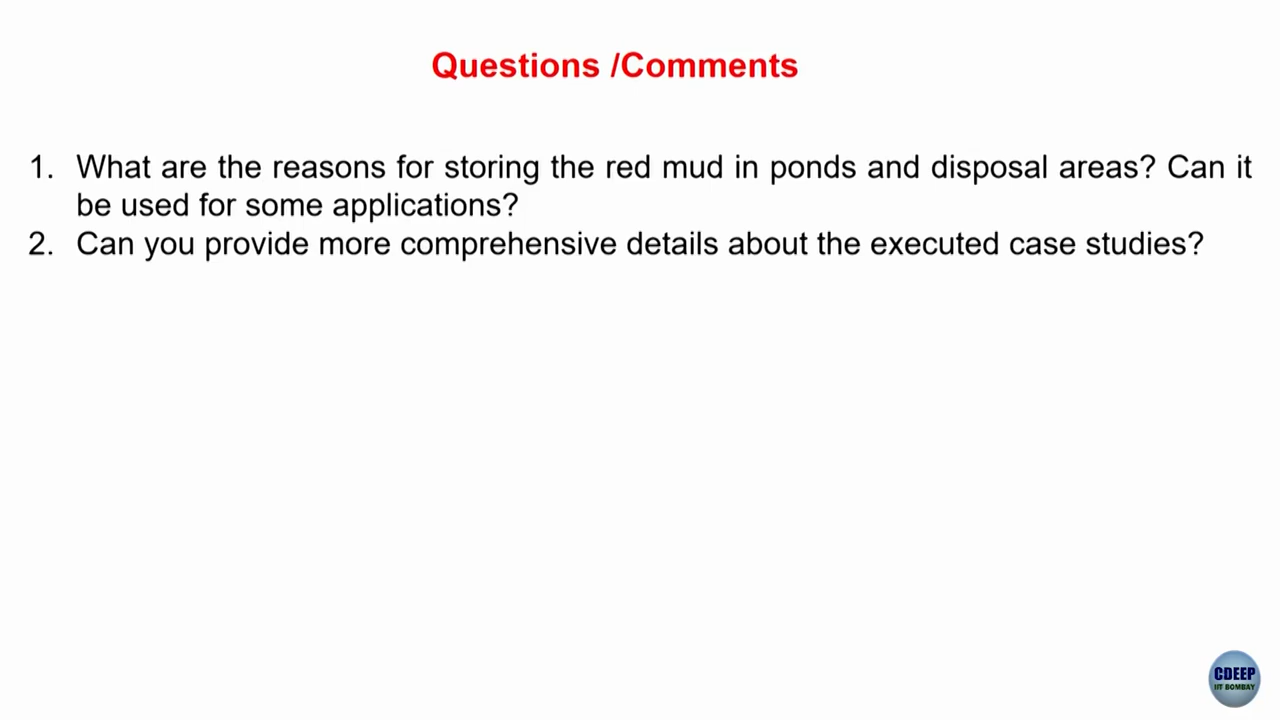 Questions /Comments
1. What are the reasons for storing the red mud in ponds and disposal areas? Can it
be used for some applications?
2. Can you provide more comprehensive details about the executed case studies?
CDEEP
IIT BOMBAY